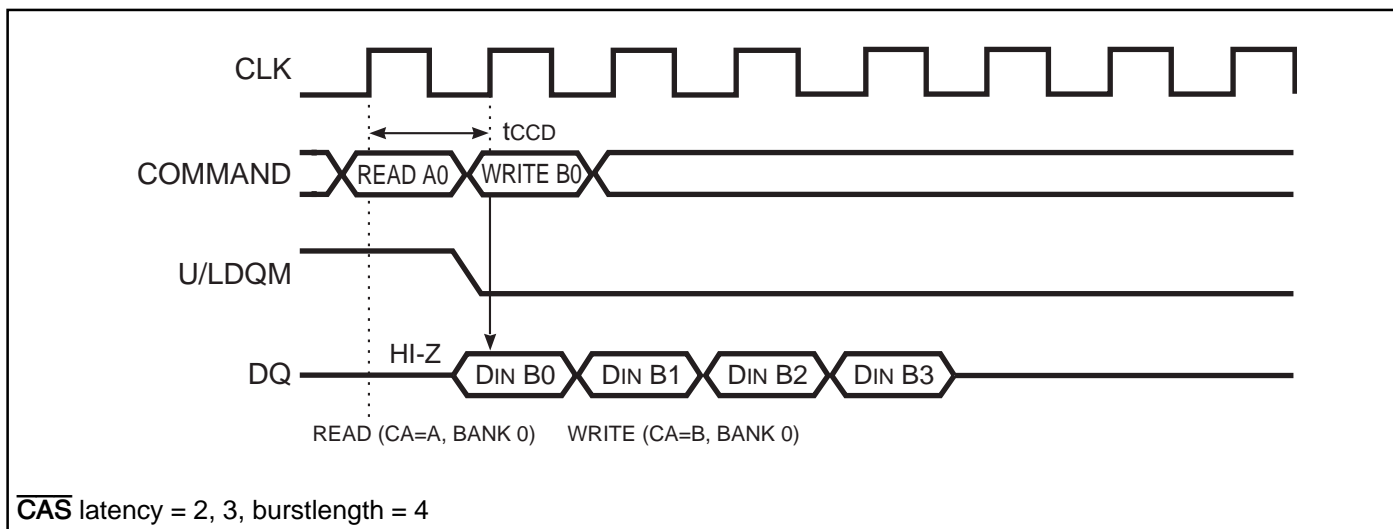 CLK
tCCD
COMMAND READ A0 WRITE B0
U/LDQM
HI-Z
DQ DIN B0 DIN B1 DIN B2 DIN B3
READ (CA=A, BANK 0) WRITE (CA=B, BANK 0)
CAS latency = 2, 3, burstlength = 4